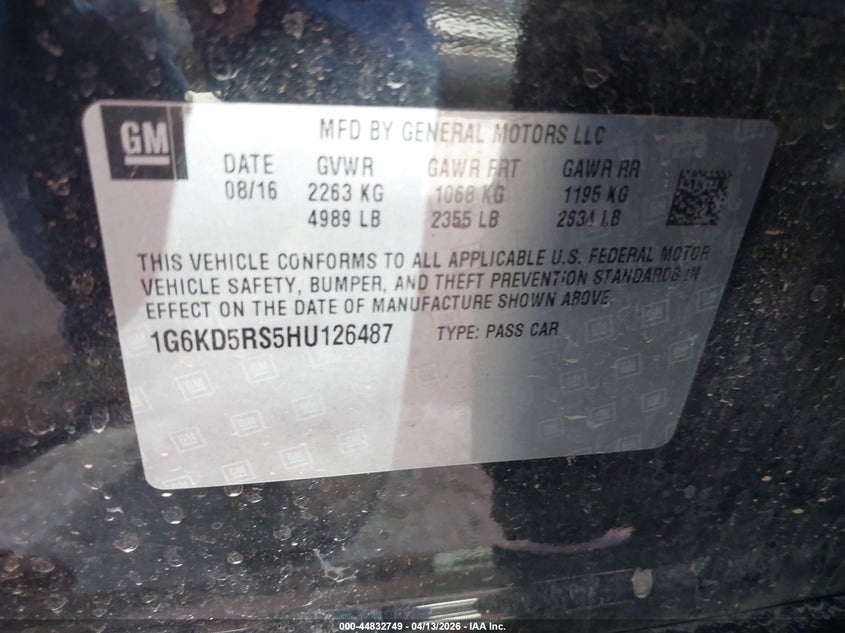 GM
MFD BY GENERAL MOTORS LLC
DATE GVWR GAWR FRT GAWR RR
08/16 2263 KG 1068 KG 1195 KG
4989 LB 2355 LB 2634 LB
THIS VEHICLE CONFORMS TO ALL APPLICABLE U.S. FEDERAL MOTOR
VEHICLE SAFETY, BUMPER, AND THEFT PREVENTION STANDARDS IN
EFFECT ON THE DATE OF MANUFACTURE SHOWN ABOVE.
1G6KD5RS5HU126487 TYPE: PASS CAR
000-44832749 - 04/13/2026 - IAA Inc.